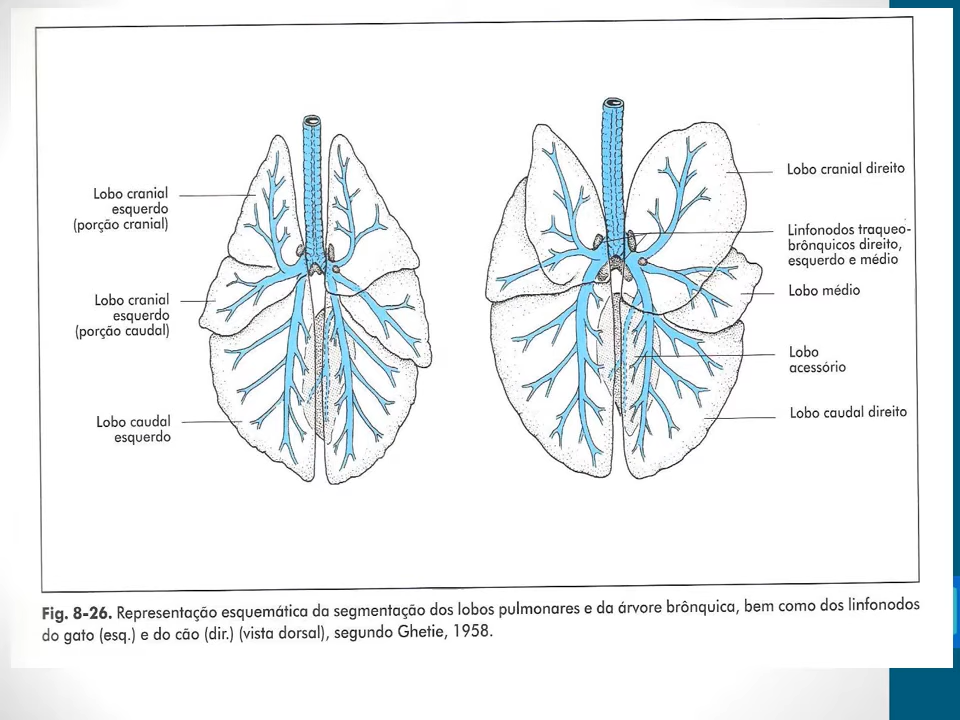 Lobo cranial
esquerdo
(porção cranial)
Lobo cranial
esquerdo
(porção caudal)
Lobo caudal
esquerdo
Lobo cranial direito
Linfonodos traqueo-
brônquicos direito,
esquerdo e médio
Lobo médio
Lobo
acessório
Lobo caudal direito
Fig. 8-26. Representação esquemática da segmentação dos lobos pulmonares e da árvore brônquica, bem como dos linfonodos
do gato (esq.) e do cão (dir.) (vista dorsal), segundo Ghetie, 1958.